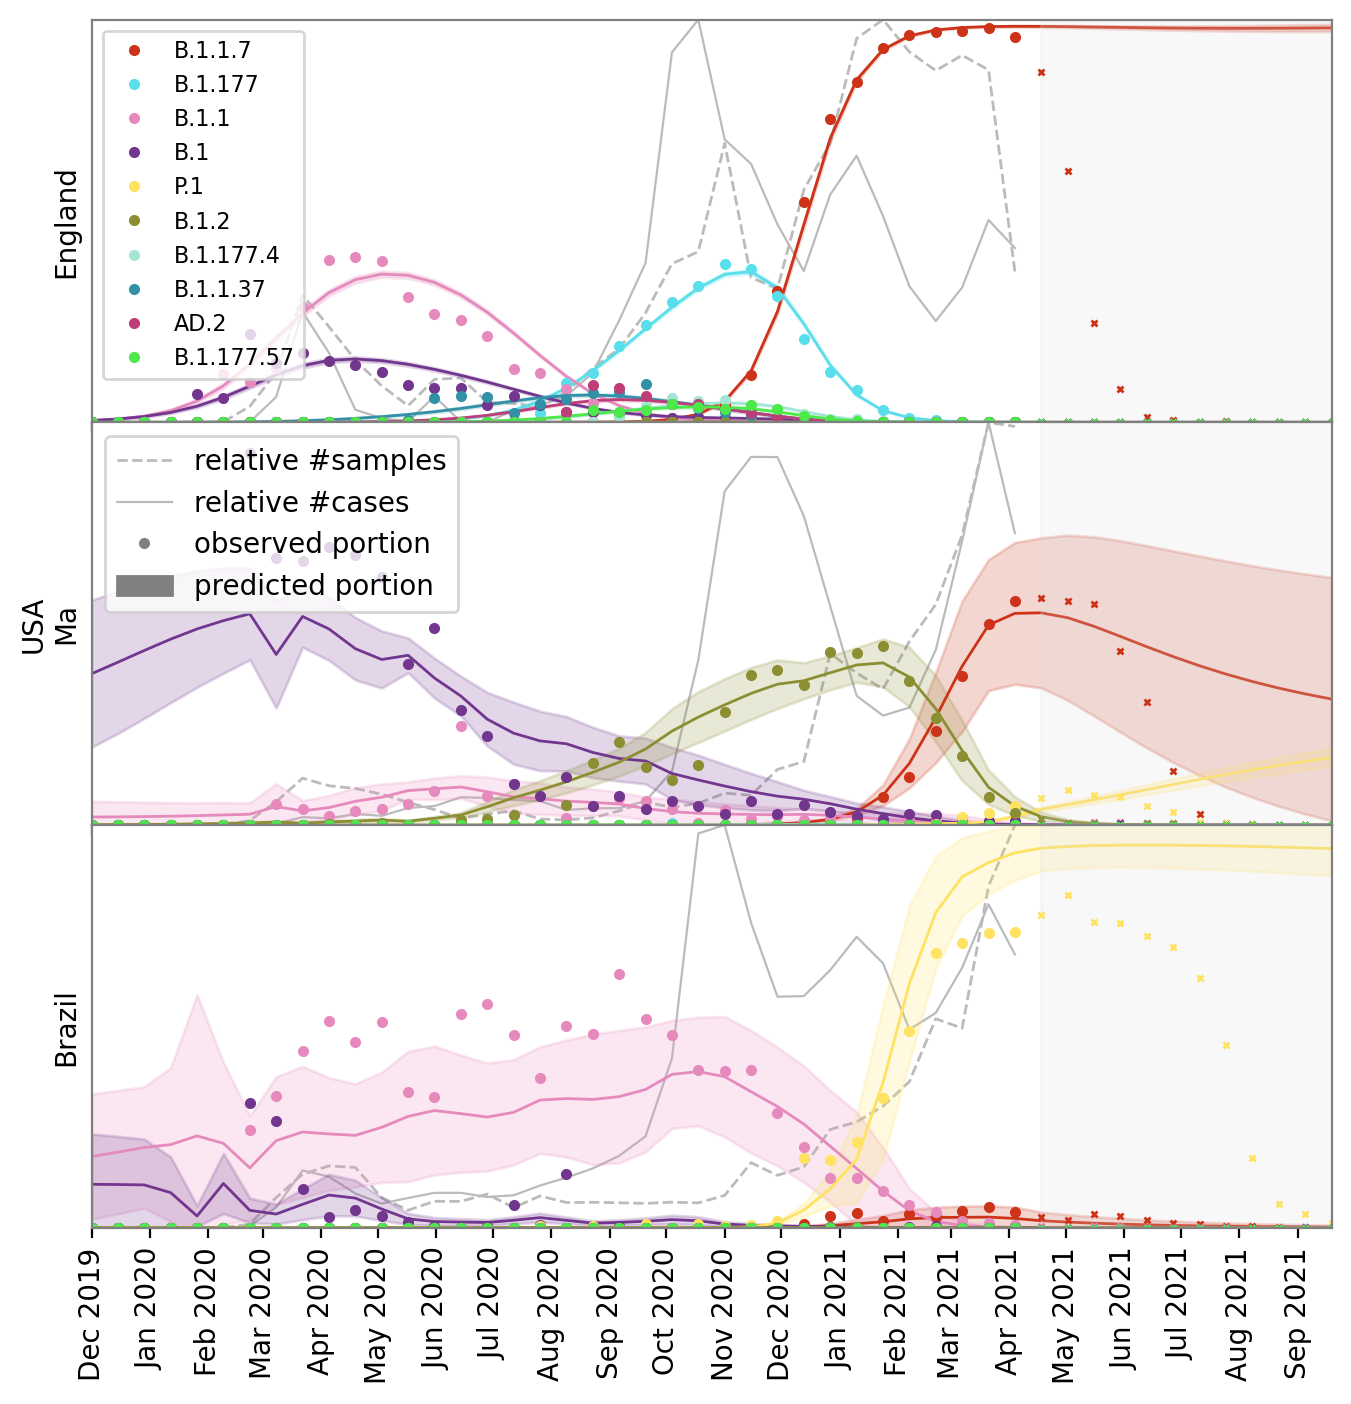 England
B.1.1.7
B.1.177
B.1.1
B.1
P.1
B.1.2
B.1.177.4
B.1.1.37
AD.2
B.1.177.57
USA
Ma
relative #samples
relative #cases
observed portion
predicted portion
Brazil
Dec 2019
Jan 2020
Feb 2020
Mar 2020
Apr 2020
May 2020
Jun 2020
Jul 2020
Aug 2020
Sep 2020
Oct 2020
Nov 2020
Dec 2020
Jan 2021
Feb 2021
Mar 2021
Apr 2021
May 2021
Jun 2021
Jul 2021
Aug 2021
Sep 2021